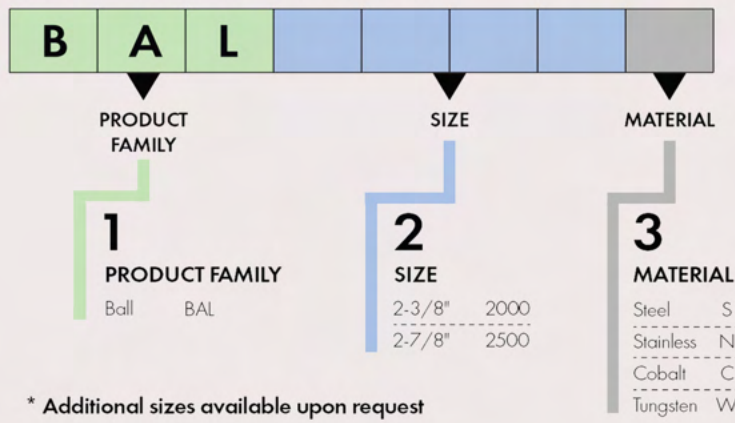 B A L
PRODUCT FAMILY
SIZE
MATERIAL
1
PRODUCT FAMILY
Ball BAL
2
SIZE
2-3/8" 2000
2-7/8" 2500
3
MATERIAL
Steel S
Stainless N
Cobalt C
Tungsten W
* Additional sizes available upon request